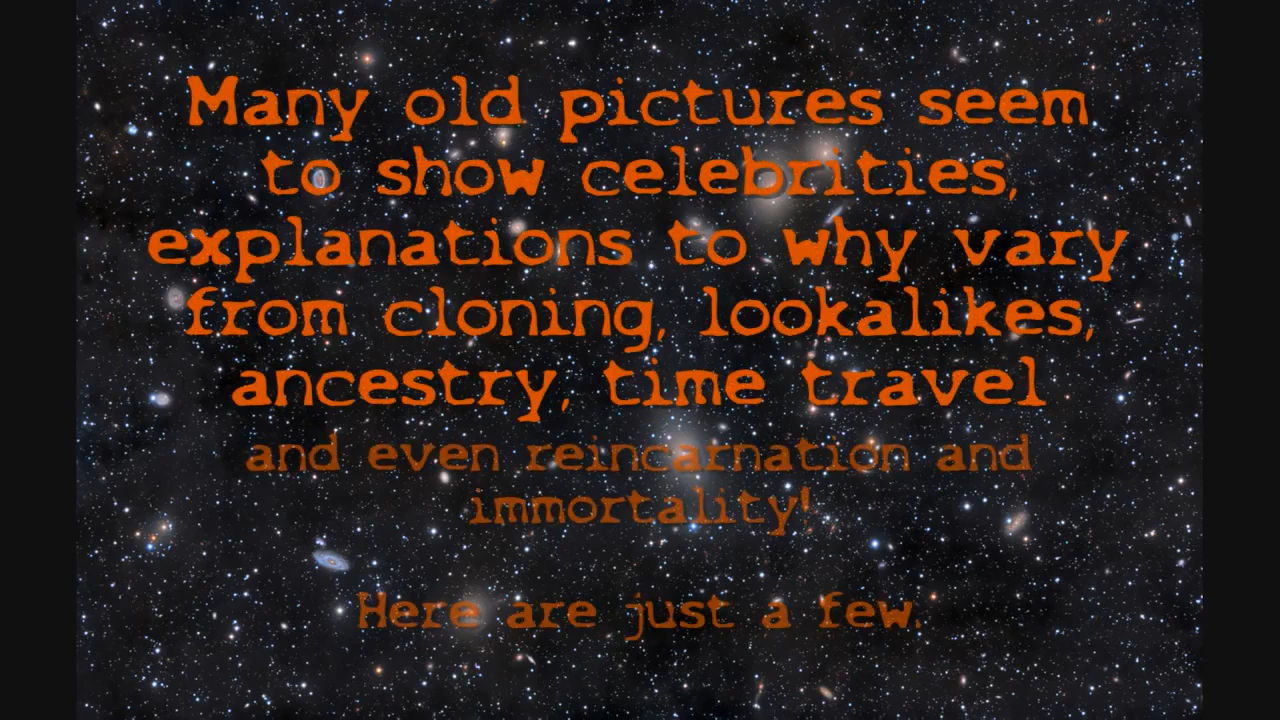 Many old pictures seem
to show celebrities,
explanations to why vary
from cloning, lookalikes,
ancestry, time travel
and even reincarnation and
immortality!
Here are just a few.